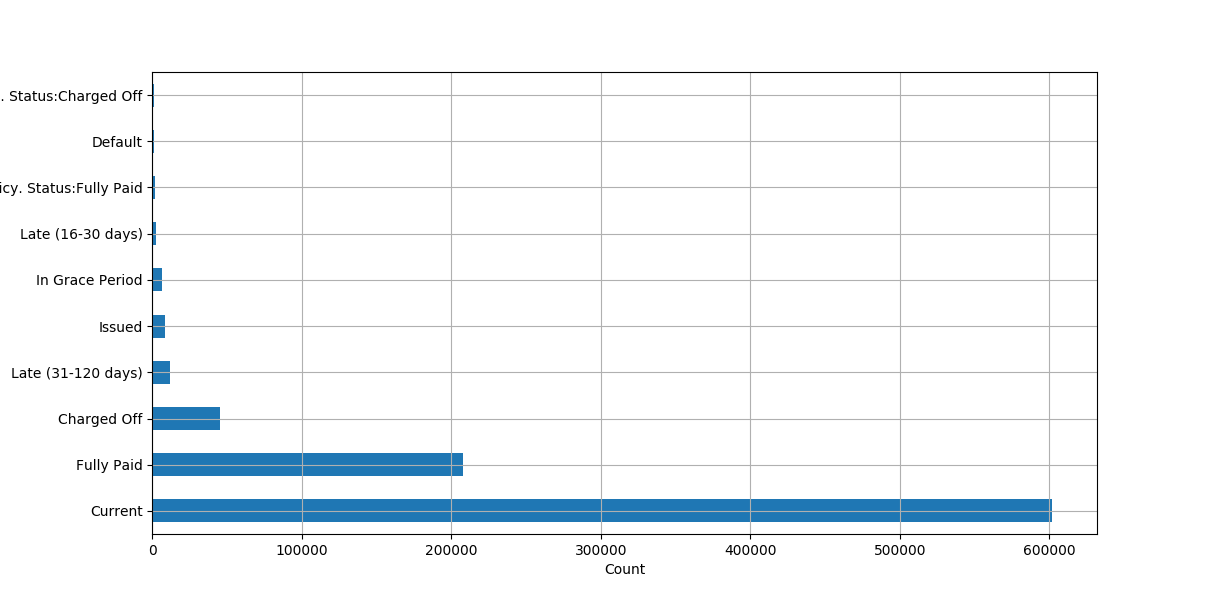 . Status:Charged Off
Default
icy. Status:Fully Paid
Late (16-30 days)
In Grace Period
Issued
Late (31-120 days)
Charged Off
Fully Paid
Current
0 100000 200000 300000 400000 500000 600000
Count